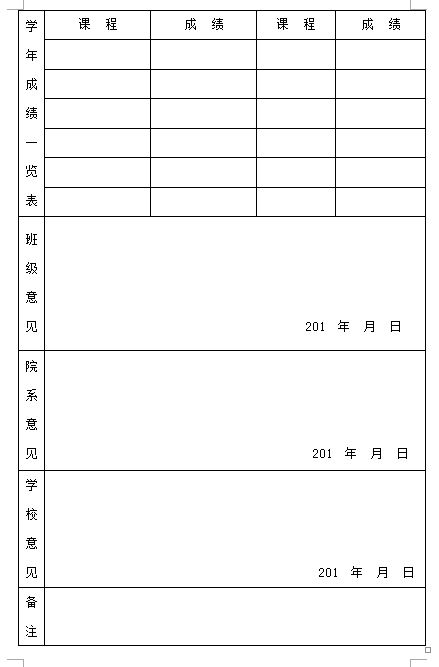 学年成绩一览表
课 程 成 绩 课 程 成 绩
班级意见
201 年 月 日
院系意见
201 年 月 日
学校意见
201 年 月 日
备注